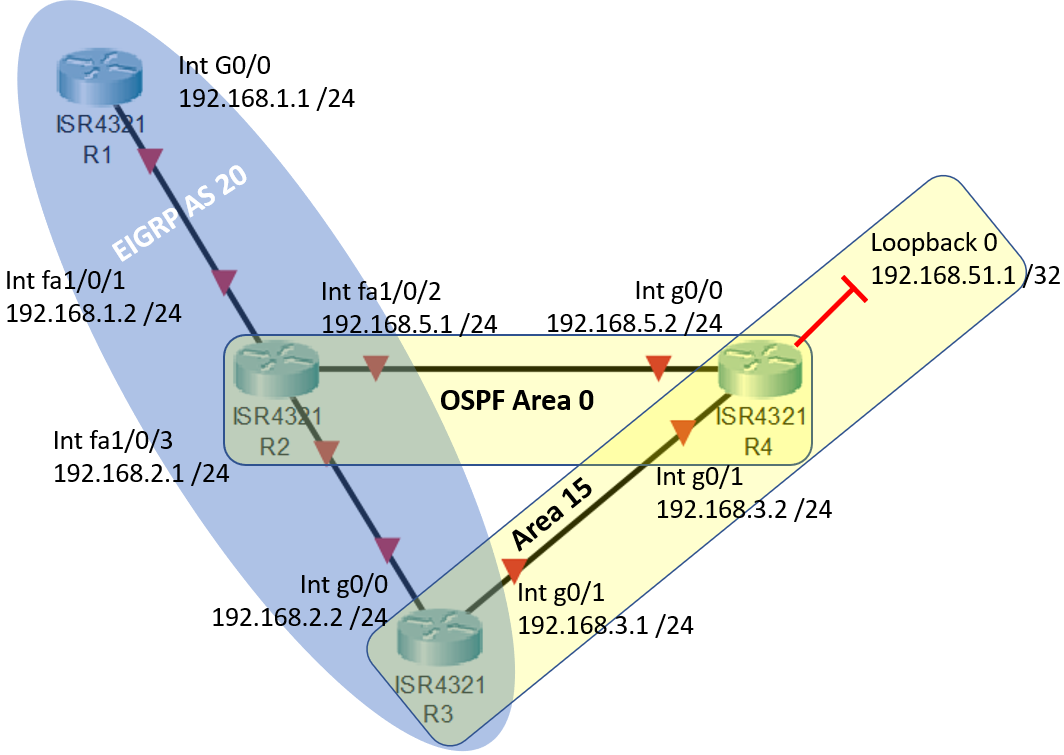 Int G0/0
192.168.1.1 /24
ISR4321
R1
EIGRP AS 20
Int fa1/0/1
192.168.1.2 /24
Int fa1/0/2
192.168.5.1 /24
Int g0/0
192.168.5.2 /24
Loopback 0
192.168.51.1 /32
ISR4321
R2
OSPF Area 0
ISR4321
R4
Int fa1/0/3
192.168.2.1 /24
Int g0/1
192.168.3.2 /24
Area 15
Int g0/0
192.168.2.2 /24
Int g0/1
192.168.3.1 /24
ISR4321
R3